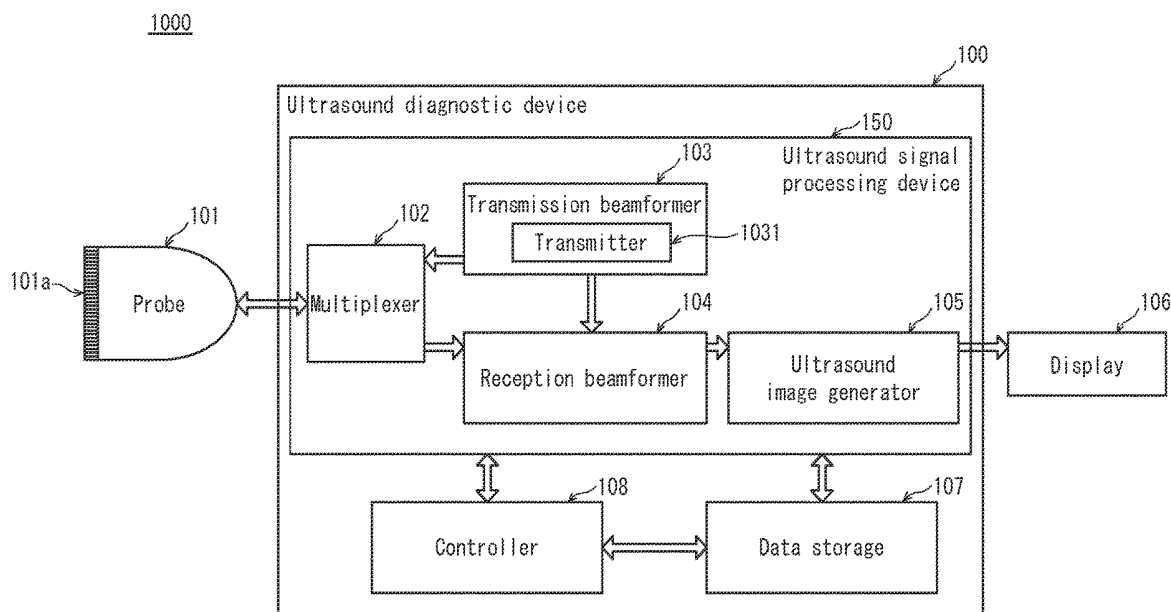 1000
100
Ultrasound diagnostic device
150
Ultrasound signal
processing device
103
Transmission beamformer
Transmitter
1031
101
101a
Probe
102
Multiplexer
104
Reception beamformer
105
Ultrasound
image generator
106
Display
108
Controller
107
Data storage